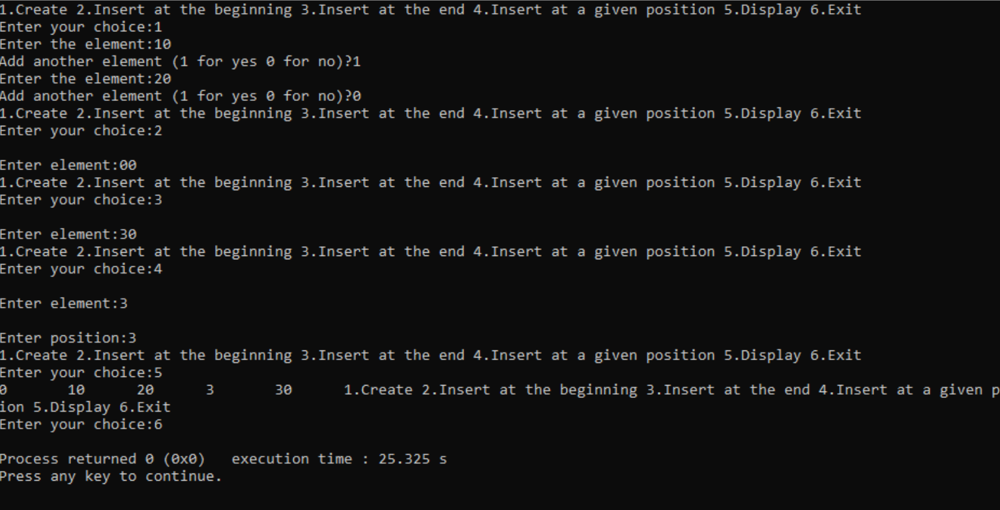 1.Create 2.Insert at the beginning 3.Insert at the end 4.Insert at a given position 5.Display 6.Exit
Enter your choice:1
Enter the element:10
Add another element (1 for yes 0 for no)?1
Enter the element:20
Add another element (1 for yes 0 for no)?0
1.Create 2.Insert at the beginning 3.Insert at the end 4.Insert at a given position 5.Display 6.Exit
Enter your choice:2
Enter element:00
1.Create 2.Insert at the beginning 3.Insert at the end 4.Insert at a given position 5.Display 6.Exit
Enter your choice:3
Enter element:30
1.Create 2.Insert at the beginning 3.Insert at the end 4.Insert at a given position 5.Display 6.Exit
Enter your choice:4
Enter element:3
Enter position:3
1.Create 2.Insert at the beginning 3.Insert at the end 4.Insert at a given position 5.Display 6.Exit
Enter your choice:5
0 10 20 3 30 1.Create 2.Insert at the beginning 3.Insert at the end 4.Insert at a given p
ion 5.Display 6.Exit
Enter your choice:6
Process returned 0 (0x0) execution time : 25.325 s
Press any key to continue.